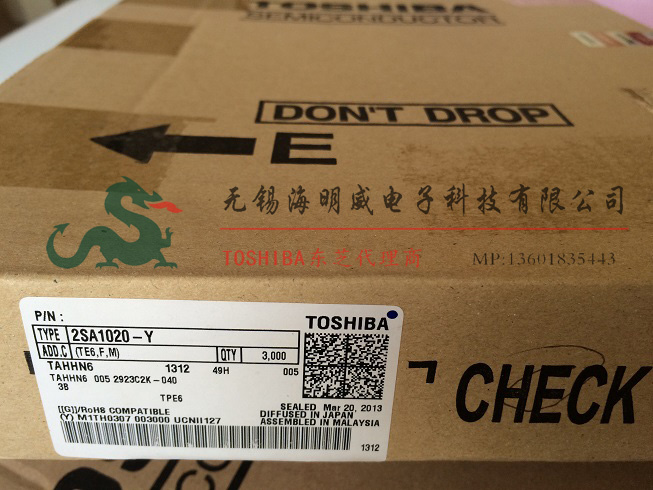 TOSHIBA
SEMICONDUCTOR
DON'T DROP
E
无锡海明威电子科技有限公司
TOSHIBA东芝代理商 MP:13601835443
P/N :
TOSHIBA
TYPE 2SA1020-Y
ADD.C (TE6,F,M) QTY 3,000
TAHHN6 1312 49H 005
TAHHN6 005 2923C2K-040
3B
TPE6
[[G]]/RoHS COMPATIBLE
(Y) M1TH0307 003000 UCNII127
SEALED Mar 20, 2013
DIFFUSED IN JAPAN
ASSEMBLED IN MALAYSIA
1312
CHECK